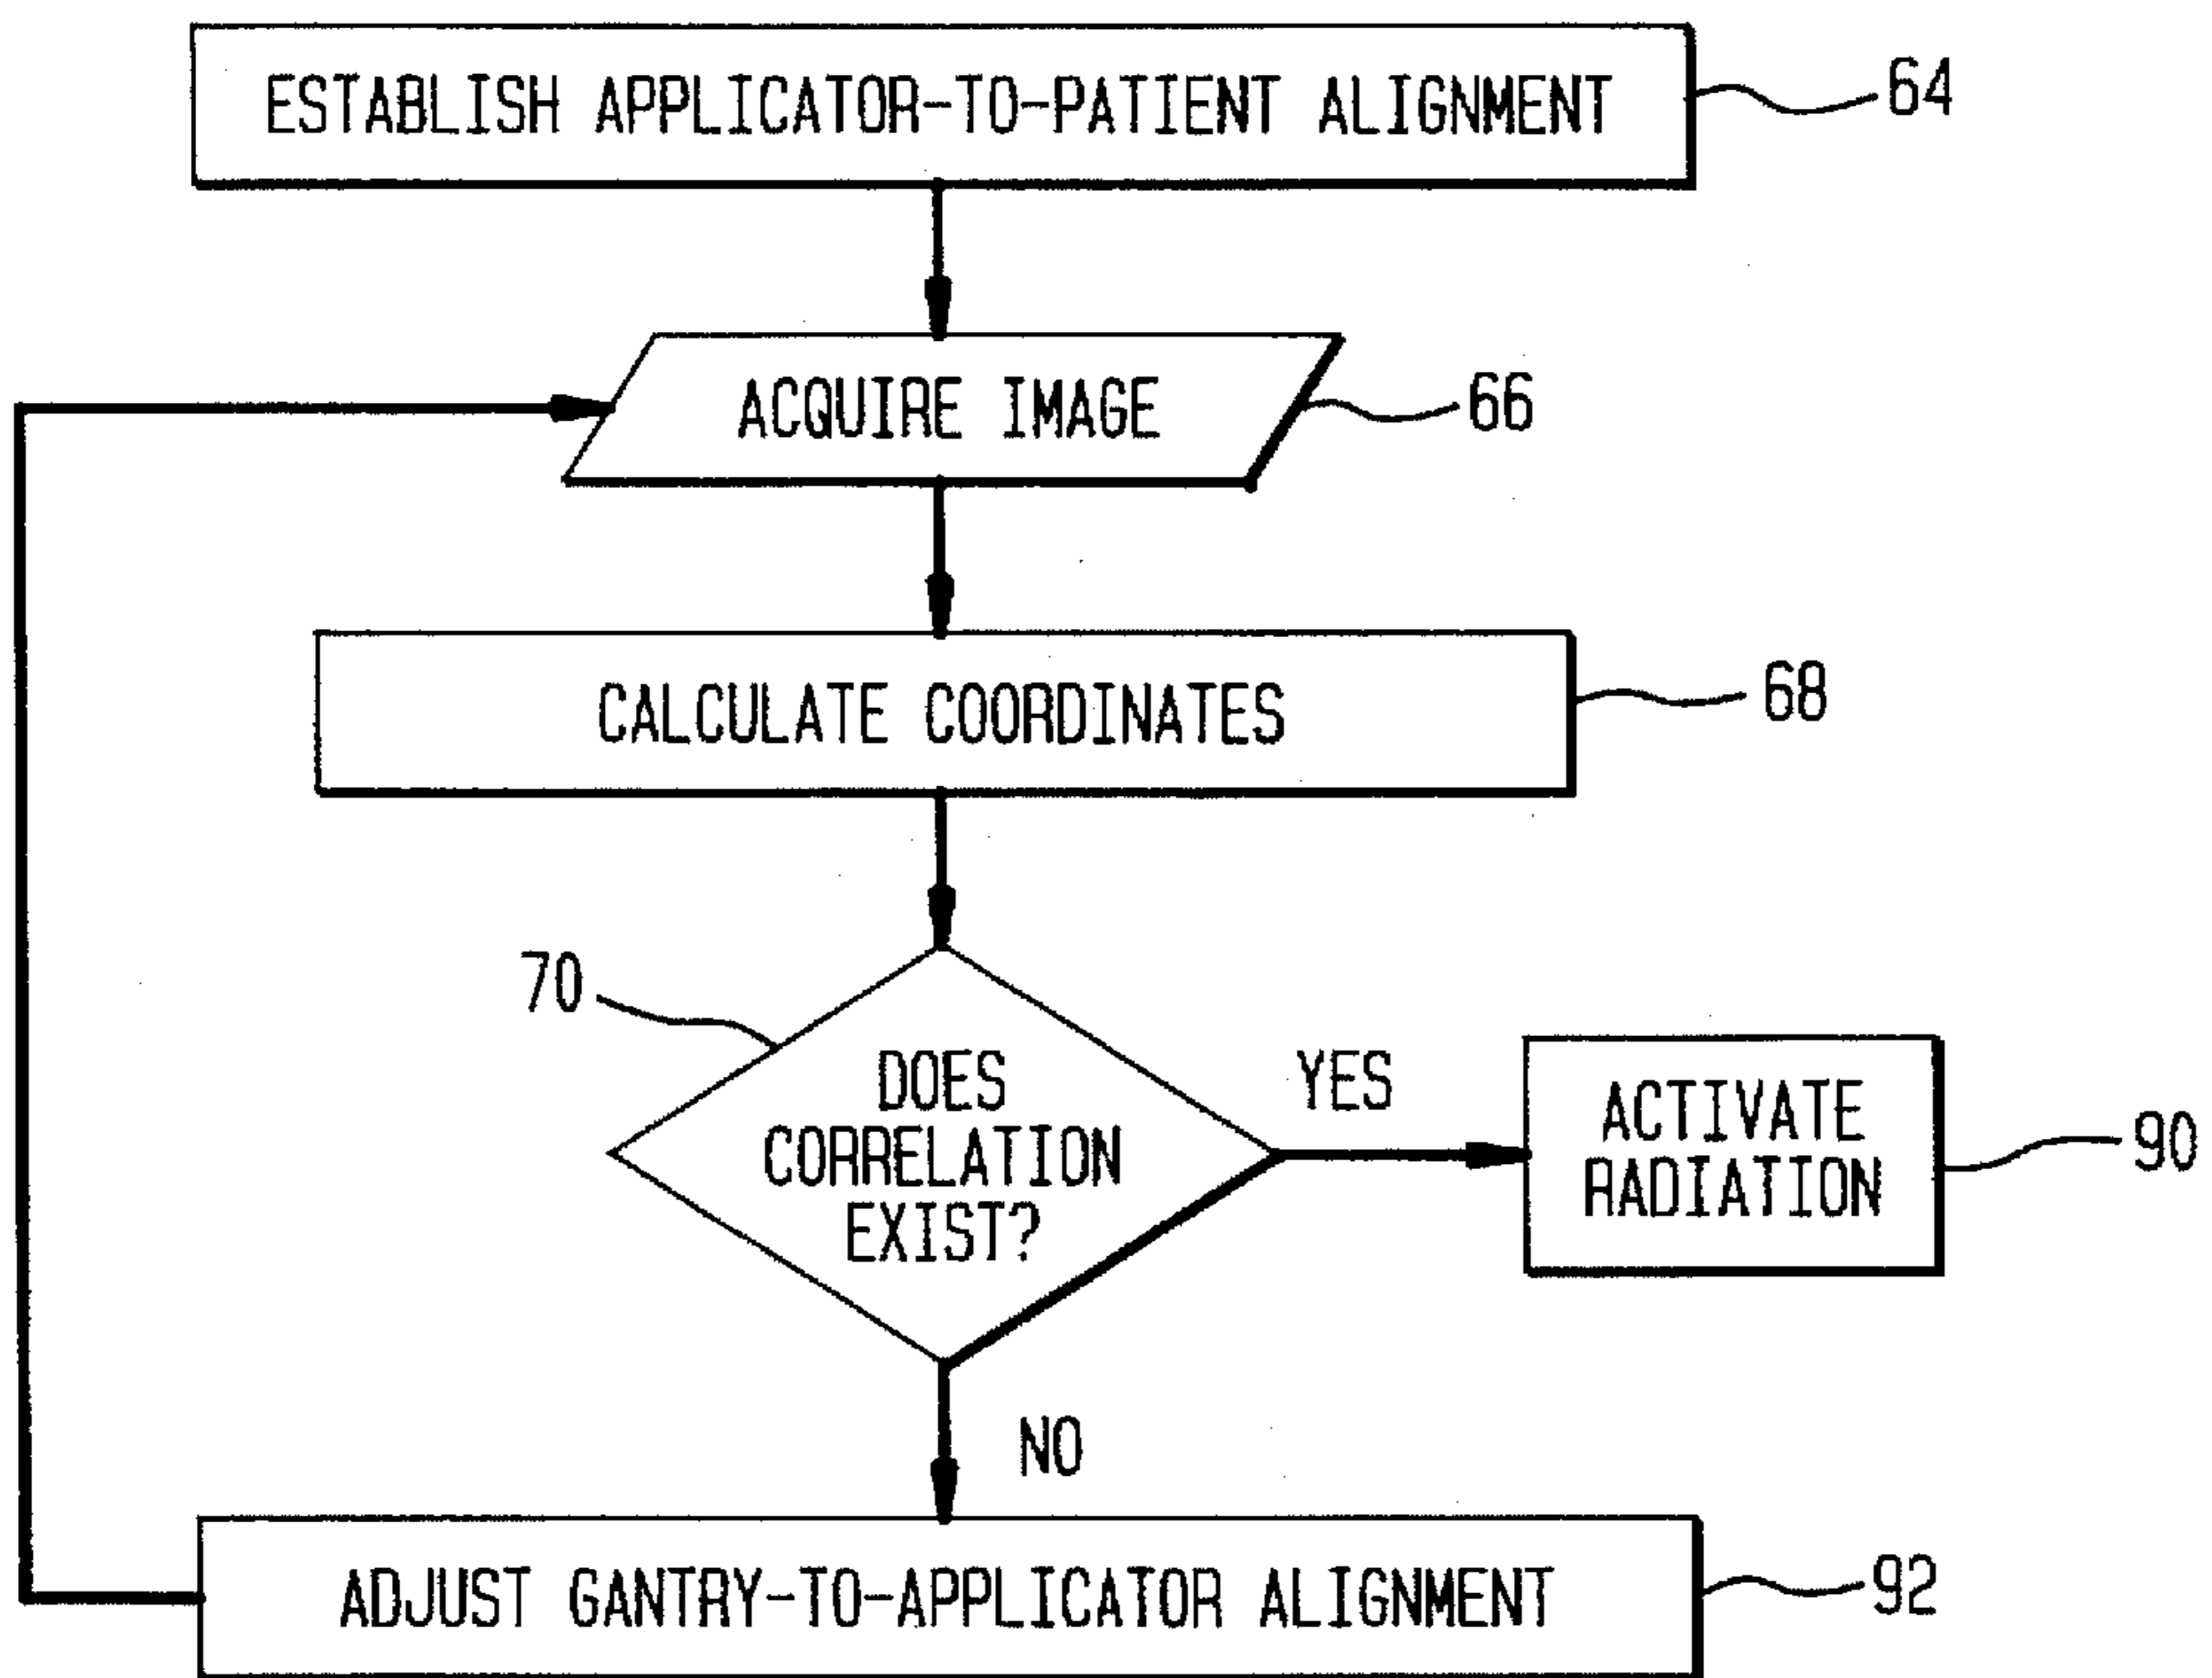 ESTABLISH APPLICATOR-TO-PATIENT ALIGNMENT
64
ACQUIRE IMAGE
66
CALCULATE COORDINATES
68
70
DOES
CORRELATION
EXIST?
YES
ACTIVATE
RADIATION
90
NO
ADJUST GANTRY-TO-APPLICATOR ALIGNMENT
92